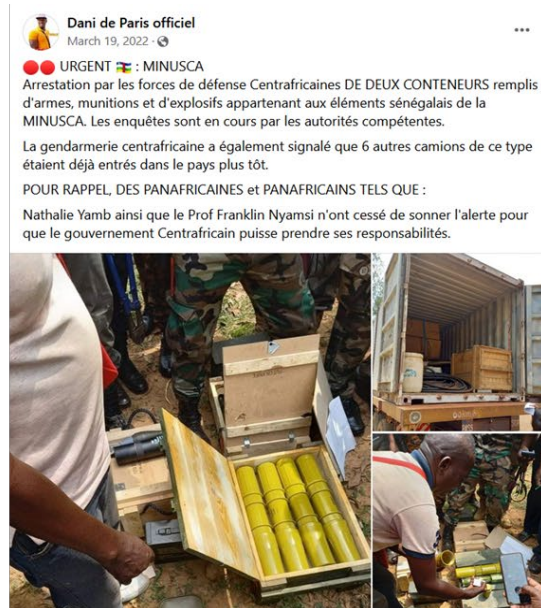 Dani de Paris officiel
March 19, 2022 ·
URGENT : MINUSCA
Arrestation par les forces de défense Centrafricaines DE DEUX CONTENEURS remplis
d'armes, munitions et d'explosifs appartenant aux éléments sénégalais de la
MINUSCA. Les enquêtes sont en cours par les autorités compétentes.
La gendarmerie centrafricaine a également signalé que 6 autres camions de ce type
étaient déjà entrés dans le pays plus tôt.
POUR RAPPEL, DES PANAFRICAINES et PANAFRICAINS TELS QUE :
Nathalie Yamb ainsi que le Prof Franklin Nyamsi n'ont cessé de sonner l'alerte pour
que le gouvernement Centrafricain puisse prendre ses responsabilités.